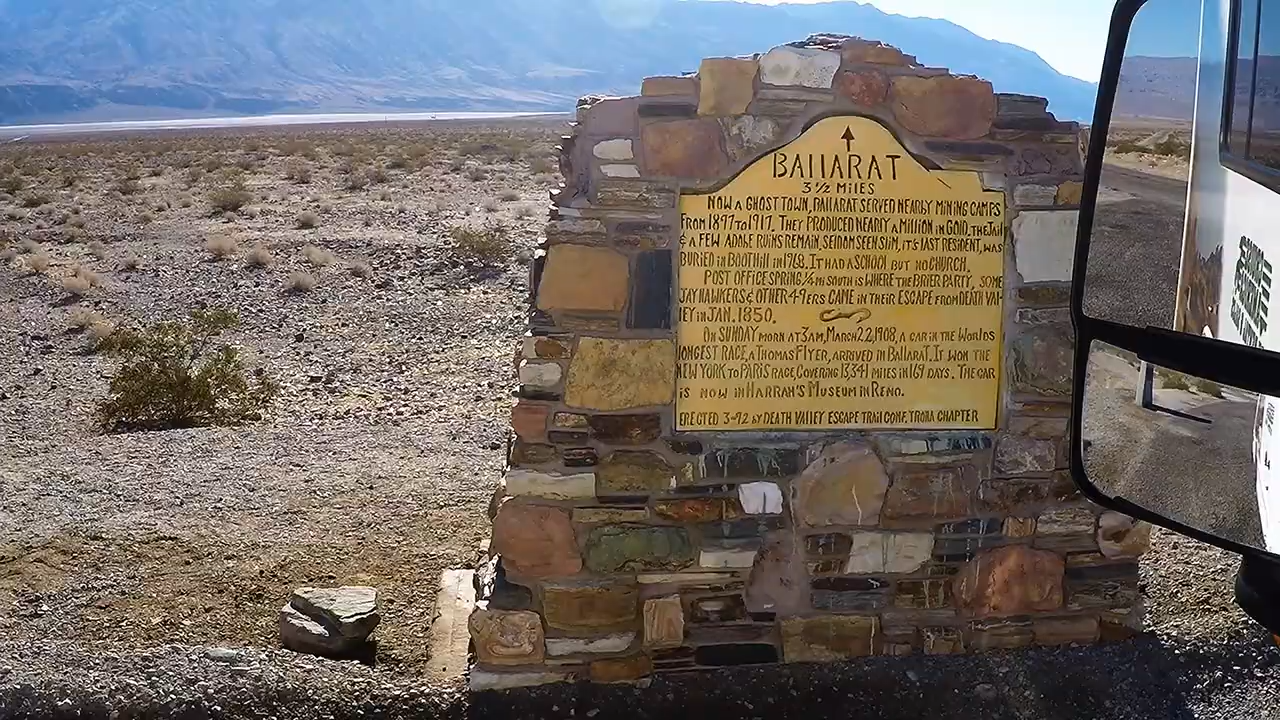 BALLARAT
3 1/2 MILES
NOW A GHOST TOWN, BALLARAT SERVED NEARBY MINING CAMPS
FROM 1897 TO 1917. THEY PRODUCED NEARLY A MILLION IN GOLD. THE JAIL
& A FEW ADOBE RUINS REMAIN, SELDOM SEEN SLIM, IT'S LAST RESIDENT, WAS
BURIED IN BOOTHILL IN 1968. IT HAD A SCHOOL BUT NO CHURCH.
POST OFFICE SPRING 1/4 MI SOUTH IS WHERE THE BRIER PARTY, SOME
JAYHAWKERS & OTHER 49ERS CAME IN THEIR ESCAPE FROM DEATH VAL-
LEY IN JAN. 1850.
ON SUNDAY MORN AT 3AM, MARCH 22, 1908, A CAR IN THE WORLDS
LONGEST RACE, A THOMAS FLYER, ARRIVED IN BALLARAT. IT WON THE
NEW YORK TO PARIS RACE, COVERING 13,341 MILES IN 169 DAYS. THE CAR
IS NOW IN HARRAH'S MUSEUM IN RENO.
ERECTED 3-92 BY DEATH VALLEY ESCAPE TRAIL CONF. TRONA CHAPTER